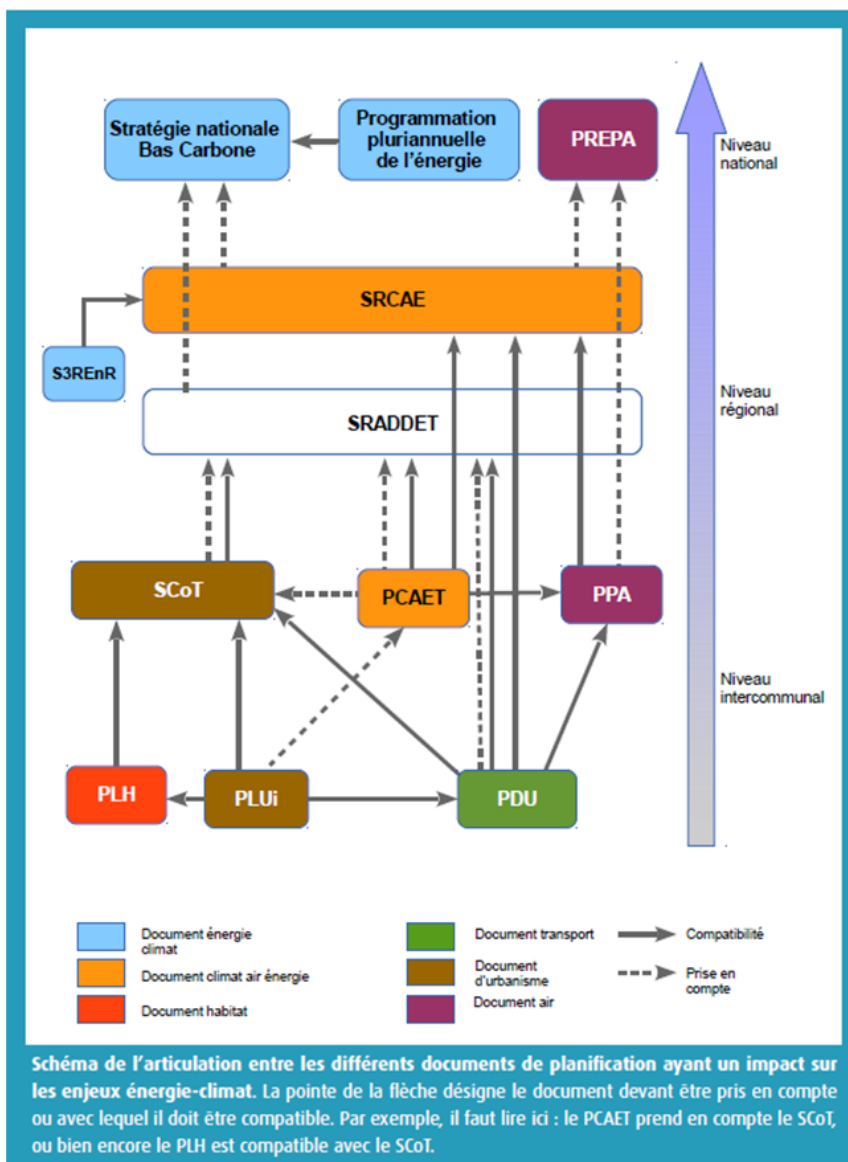 Stratégie nationale
Bas Carbone
Programmation
pluriannuelle
de l'énergie
PREPA
Niveau
national
SRCAE
S3REnR
Niveau
régional
SRADDET
SCoT
PCAET
PPA
Niveau
intercommunal
PLH
PLUi
PDU
Document énergie
climat
Document transport
Compatibilité
Document climat air énergie
Document
d'urbanisme
Prise en
compte
Document habitat
Document air
Schéma de l'articulation entre les différents documents de planification ayant un impact sur
les enjeux énergie-climat. La pointe de la flèche désigne le document devant être pris en compte
ou avec lequel il doit être compatible. Par exemple, il faut lire ici : le PCAET prend en compte le SCoT,
ou bien encore le PLH est compatible avec le SCoT.